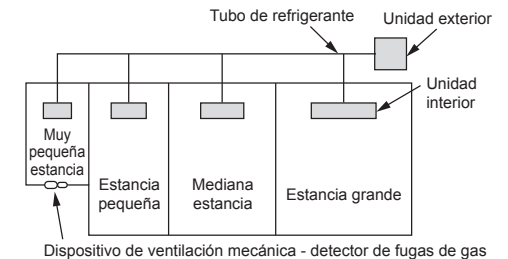 Tubo de refrigerante
Unidad exterior
Unidad
interior
Muy
pequeña
estancia
Estancia
pequeña
Mediana
estancia
Estancia grande
Dispositivo de ventilación mecánica - detector de fugas de gas